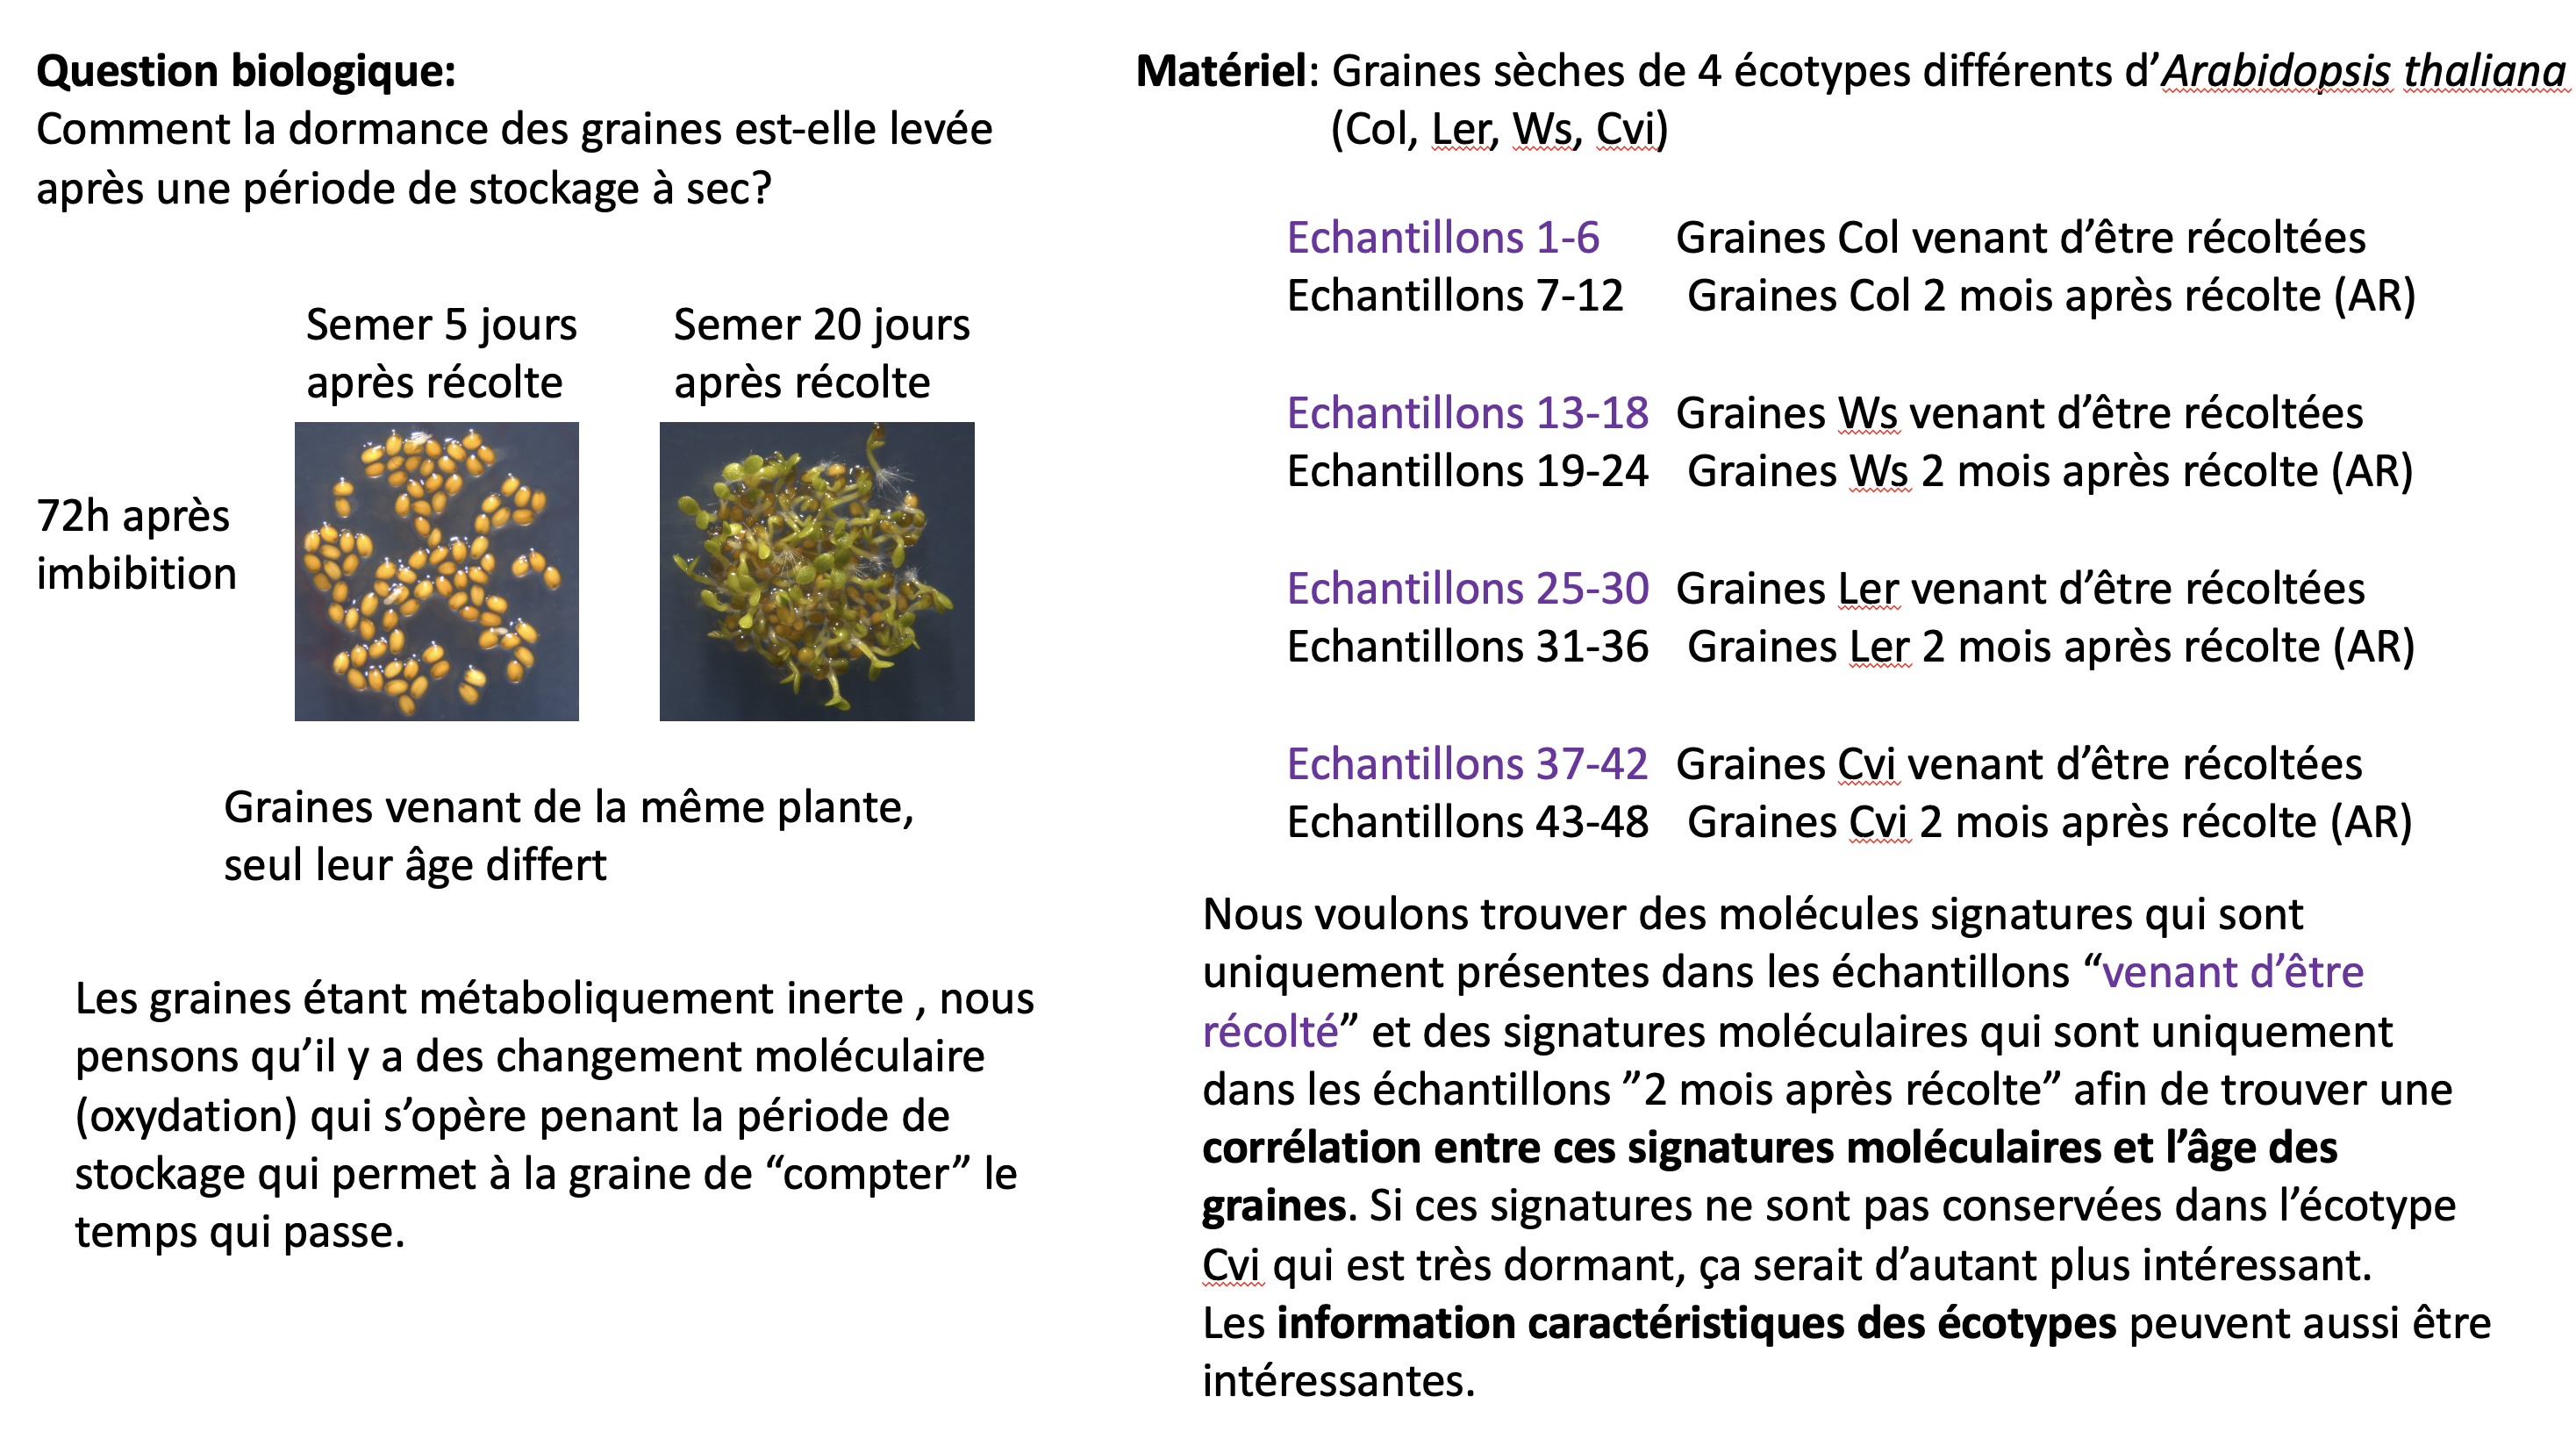 Question biologique:
Comment la dormance des graines est-elle levée
après une période de stockage à sec?
Semer 5 jours
après récolte
Semer 20 jours
après récolte
72h après
imbibition
Graines venant de la même plante,
seul leur âge differt
Les graines étant métaboliquement inerte , nous
pensons qu’il y a des changement moléculaire
(oxydation) qui s’opère penant la période de
stockage qui permet à la graine de “compter” le
temps qui passe.
Matériel: Graines sèches de 4 écotypes différents d’Arabidopsis thaliana
(Col, Ler, Ws, Cvi)
Echantillons 1-6 Graines Col venant d’être récoltées
Echantillons 7-12 Graines Col 2 mois après récolte (AR)
Echantillons 13-18 Graines Ws venant d’être récoltées
Echantillons 19-24 Graines Ws 2 mois après récolte (AR)
Echantillons 25-30 Graines Ler venant d’être récoltées
Echantillons 31-36 Graines Ler 2 mois après récolte (AR)
Echantillons 37-42 Graines Cvi venant d’être récoltées
Echantillons 43-48 Graines Cvi 2 mois après récolte (AR)
Nous voulons trouver des molécules signatures qui sont
uniquement présentes dans les échantillons “venant d’être
récolté” et des signatures moléculaires qui sont uniquement
dans les échantillons ”2 mois après récolte” afin de trouver une
corrélation entre ces signatures moléculaires et l’âge des
graines. Si ces signatures ne sont pas conservées dans l’écotype
Cvi qui est très dormant, ça serait d’autant plus intéressant.
Les information caractéristiques des écotypes peuvent aussi être
intéressantes.